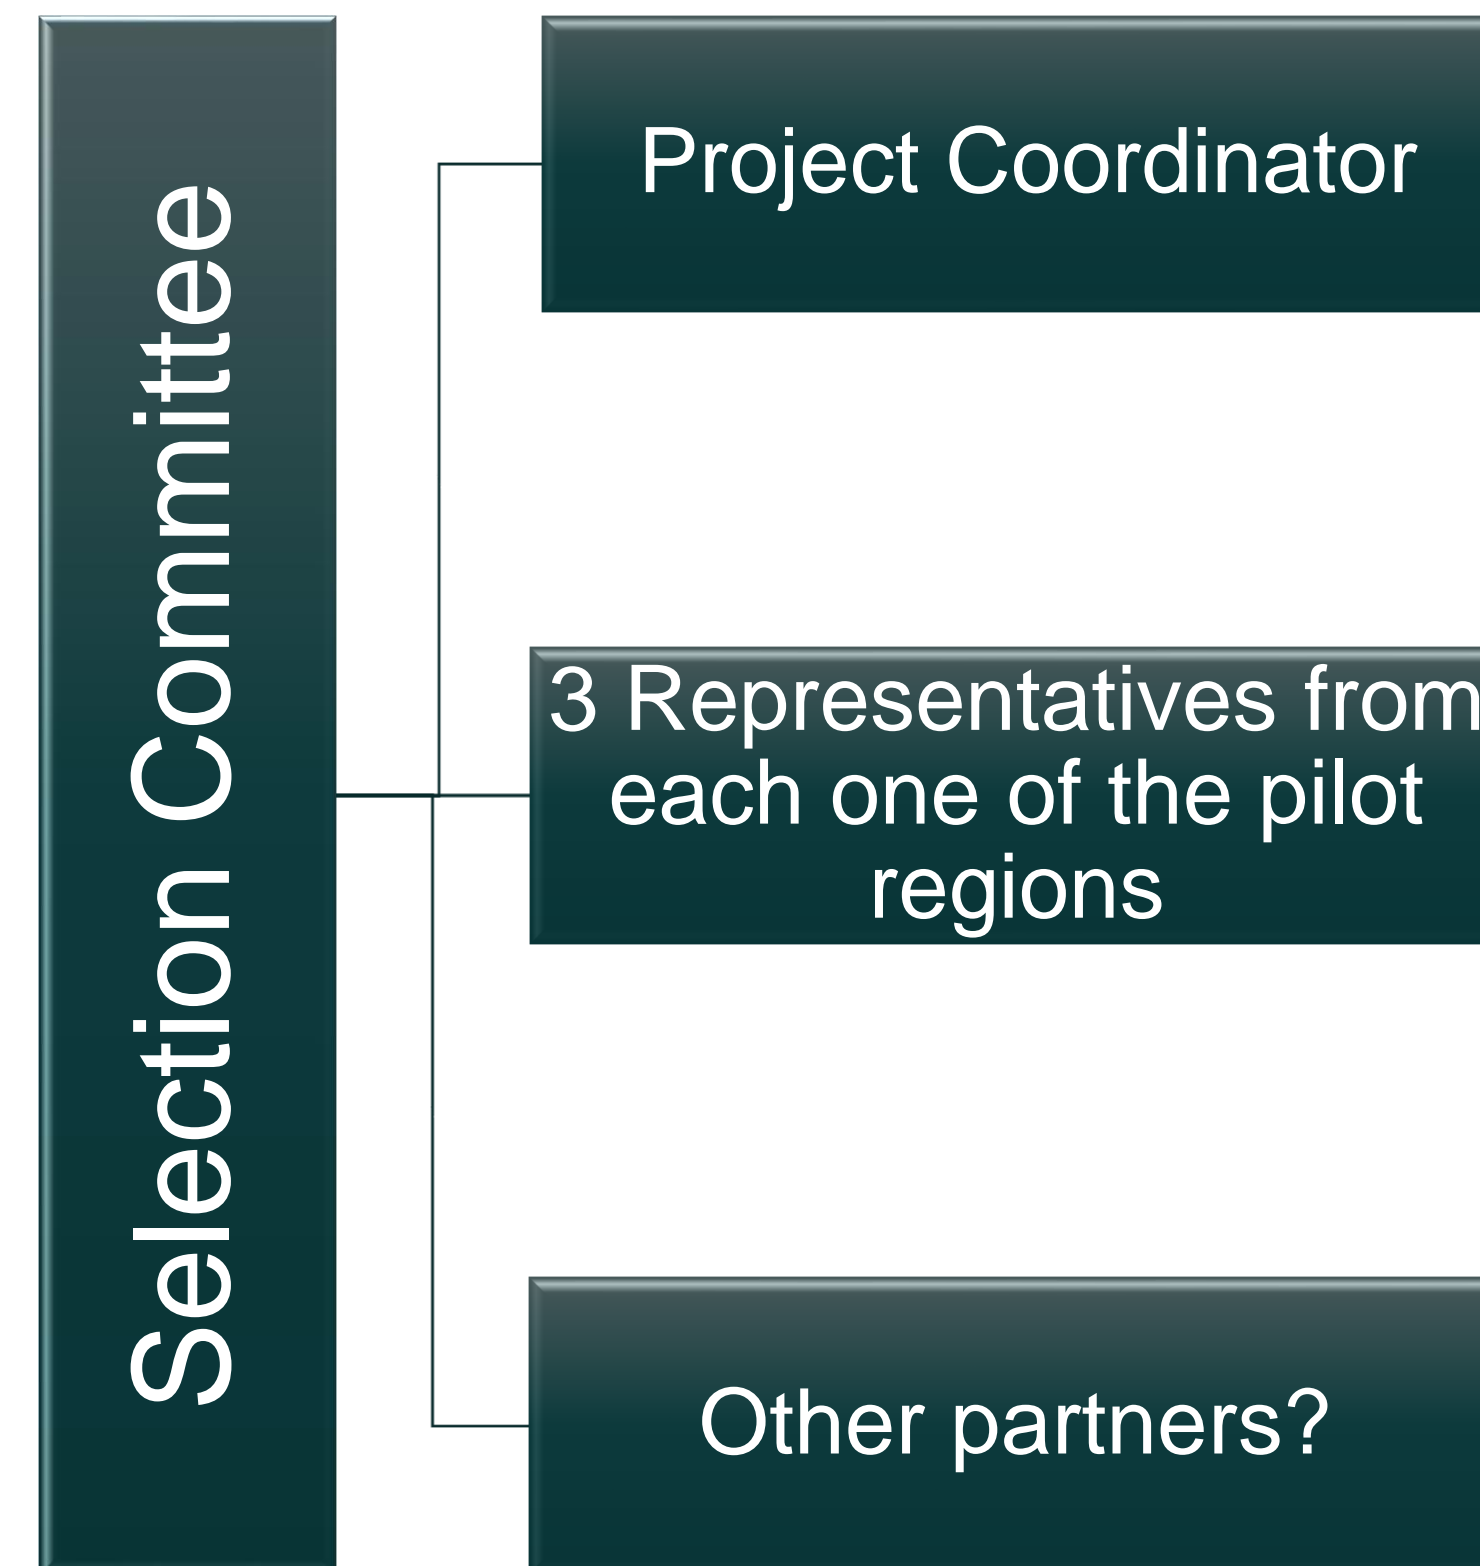 Selection Committee
Project Coordinator
3 Representatives from
each one of the pilot
regions
Other partners?